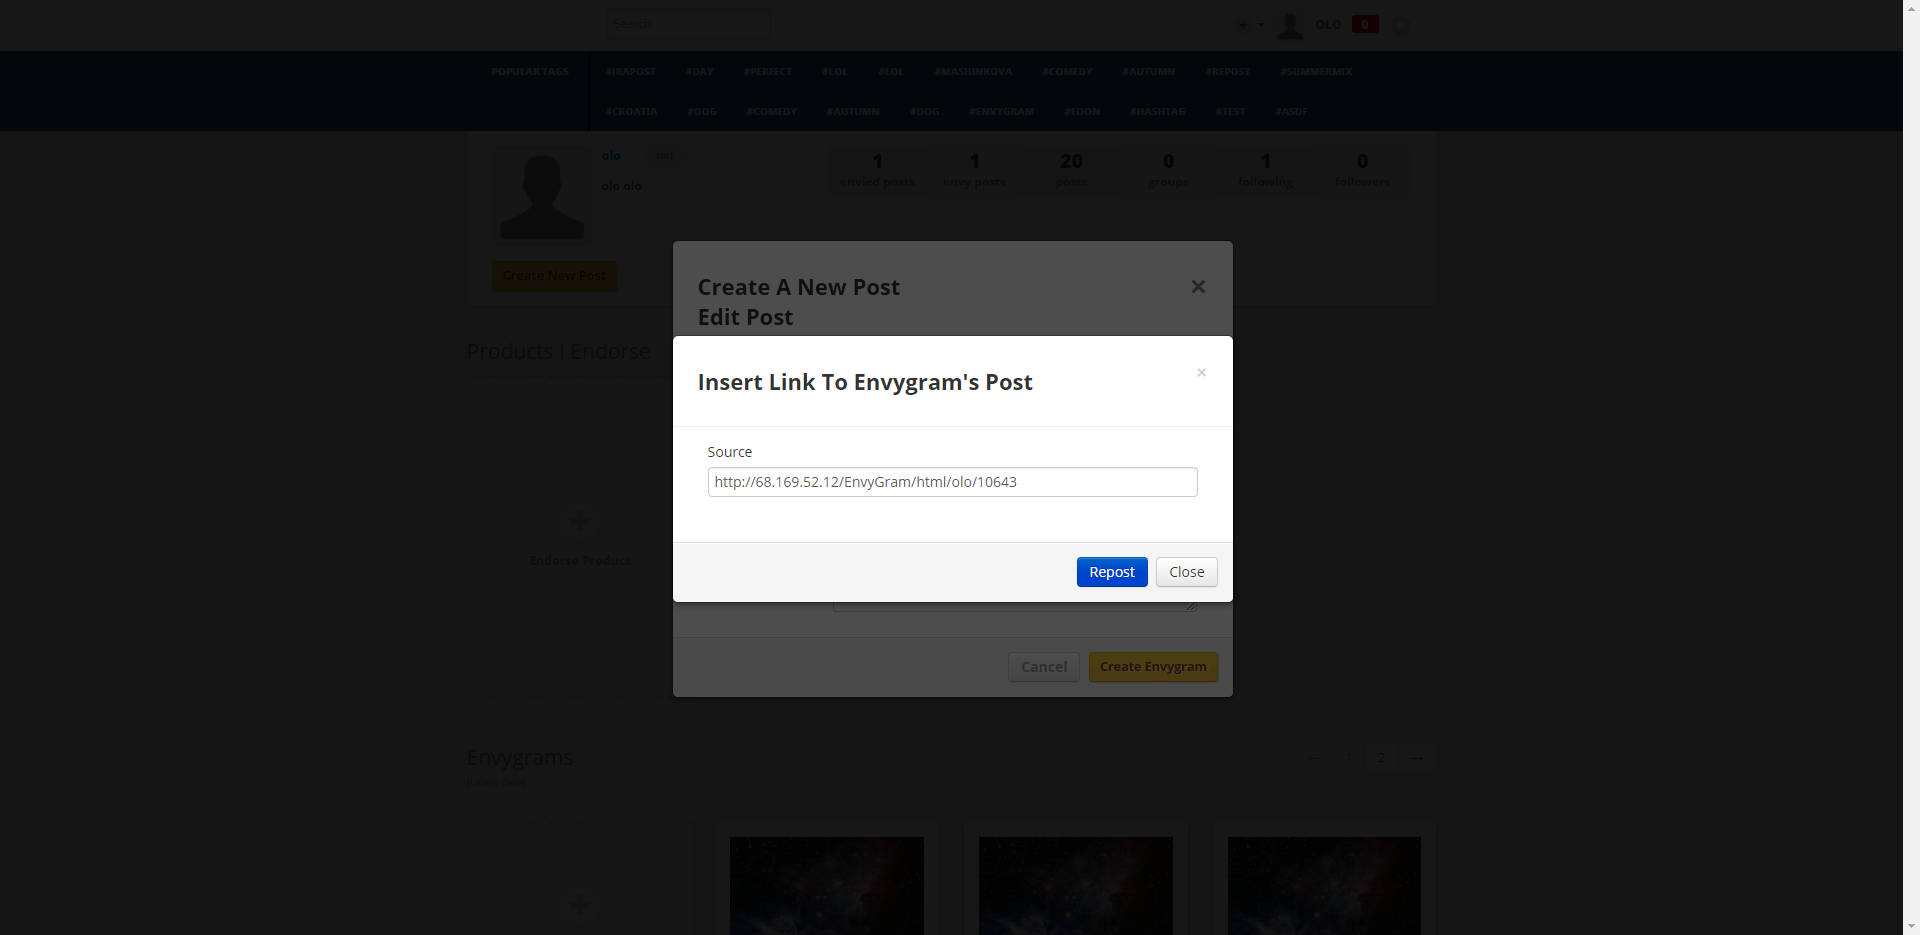 Search
OLO 0
#POPULAR TAGS #IRAPOST #DAY #PERFECT #LOL #LOL #MASHINKOVA #COMEDY #AUTUMN #REPOST #SUMMERMIX
#CROATIA #DOG #COMEDY #AUTUMN #DOG #ENVYGRAM #EDON #HASHTAG #TEST #ASDF
olo
olo olo
1 1 20 0 1 0
envied posts envy posts posts groups following followers
Create New Post
Create A New Post ×
Edit Post
Products I Endorse
Insert Link To Envygram's Post ×
Source
http://68.169.52.12/EnvyGram/html/olo/10643
Endorse Product
Repost Close
Cancel Create Envygram
Envygrams
← 1 2 →